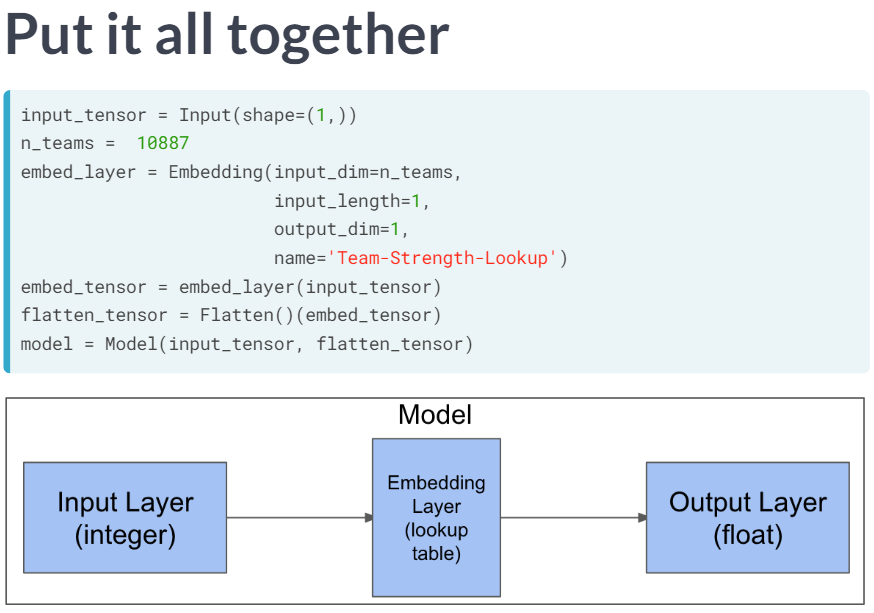 Put it all together
input_tensor = Input(shape=(1,))
n_teams =  10887
embed_layer = Embedding(input_dim=n_teams,
                        input_length=1,
                        output_dim=1,
                        name='Team-Strength-Lookup')
embed_tensor = embed_layer(input_tensor)
flatten_tensor = Flatten()(embed_tensor)
model = Model(input_tensor, flatten_tensor)
Model
Input Layer
(integer)
Embedding
Layer
(lookup
table)
Output Layer
(float)